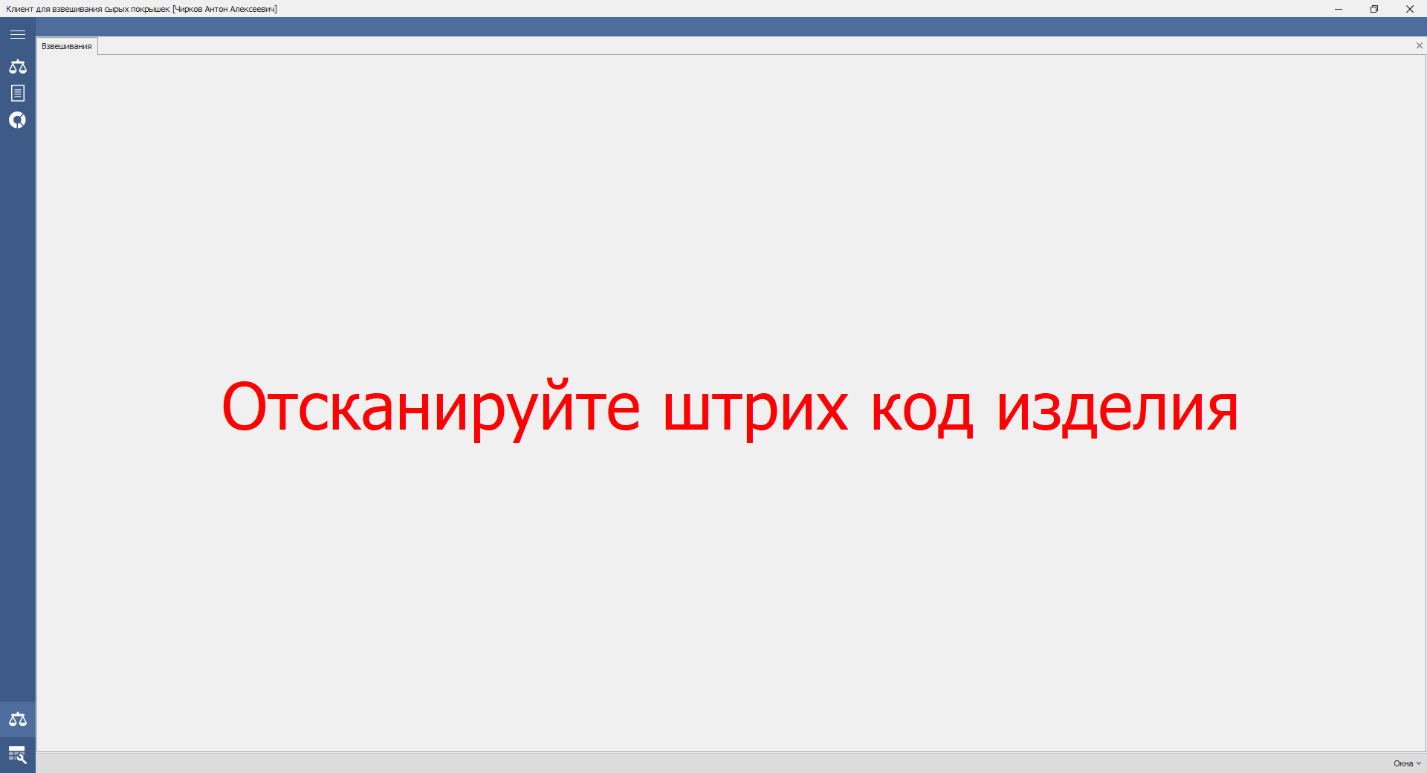 Клиент для взвешивания сырых покрышек [Чирков Антон Алексеевич]
Взвешивания
Отсканируйте штрих код изделия
Окна